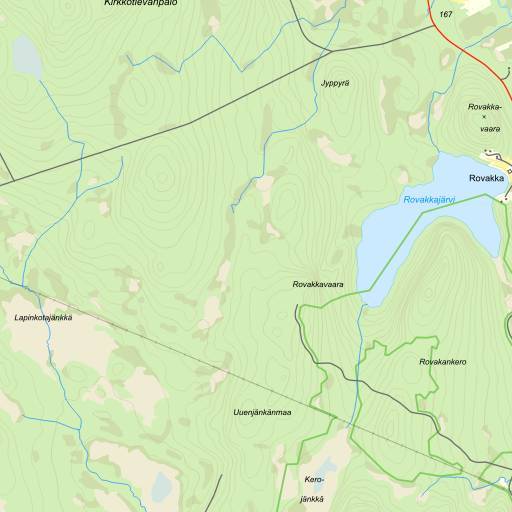 Kirkkotievanpalo
167
Jyppyrä
Rovakka-
vaara
Rovakka
Rovakkajärvi
Rovakkavaara
Lapinkotajänkkä
Rovakankero
Uuenjänkänmaa
Kero-
jänkkä